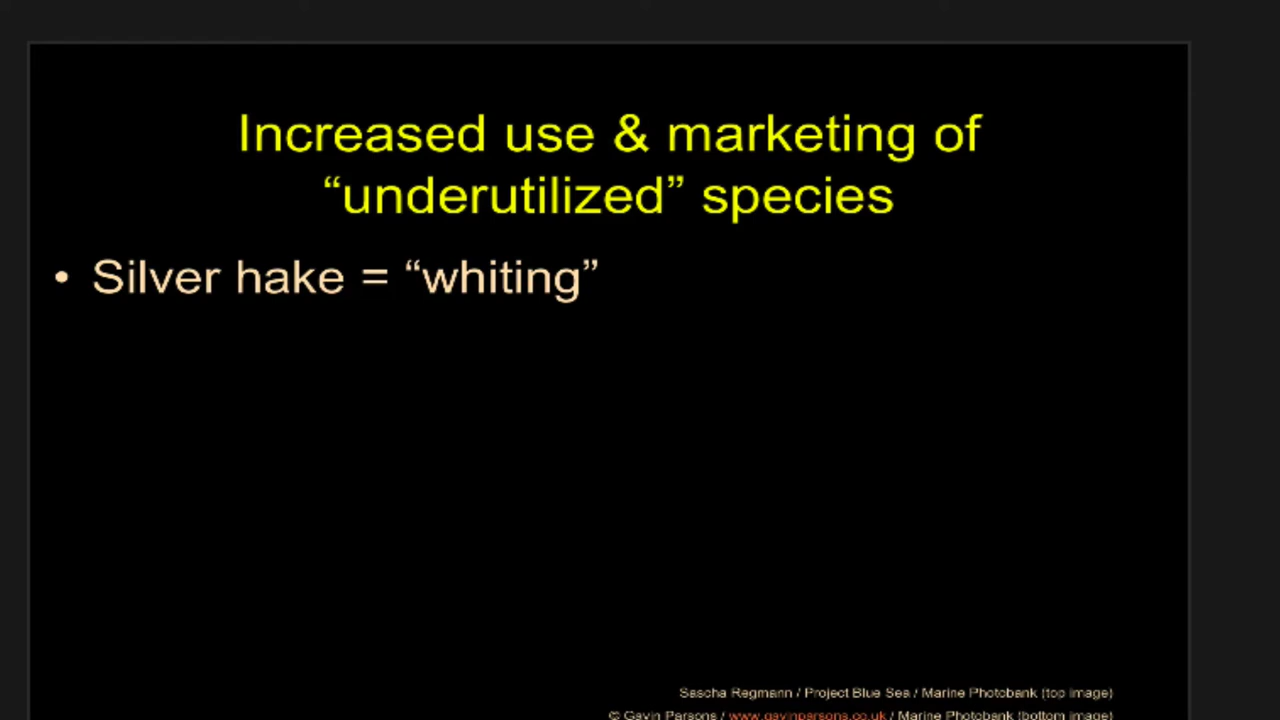 Increased use & marketing of
“underutilized” species
• Silver hake = “whiting”
Sascha Regmann / Project Blue Sea / Marine Photobank (top image)
© Gavin Parsons / www.gavinparsons.co.uk / Marine Photobank (bottom image)